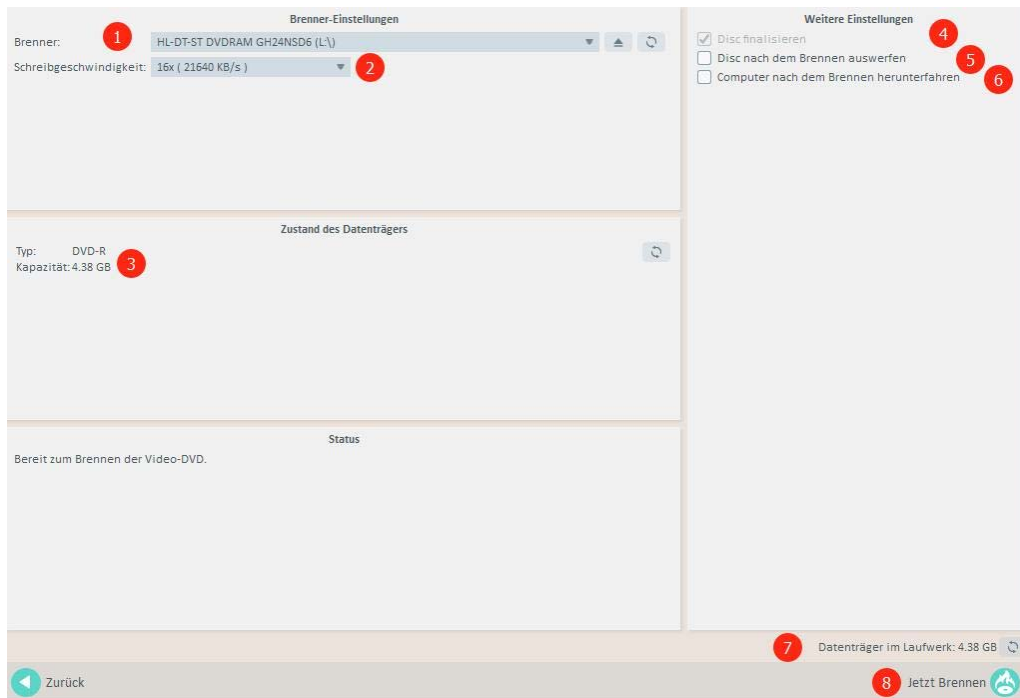 Brenner-Einstellungen
Brenner: 1 HL-DT-ST DVDRAM GH24NSD6 (L:\)
Schreibgeschwindigkeit: 16x ( 21640 KB/s ) 2
Weitere Einstellungen
Disc finalisieren 4
Disc nach dem Brennen auswerfen 5
Computer nach dem Brennen herunterfahren 6
Zustand des Datenträgers
Typ: DVD-R
Kapazität: 4.38 GB 3
Status
Bereit zum Brennen der Video-DVD.
7 Datenträger im Laufwerk: 4.38 GB
Zurück
8 Jetzt Brennen